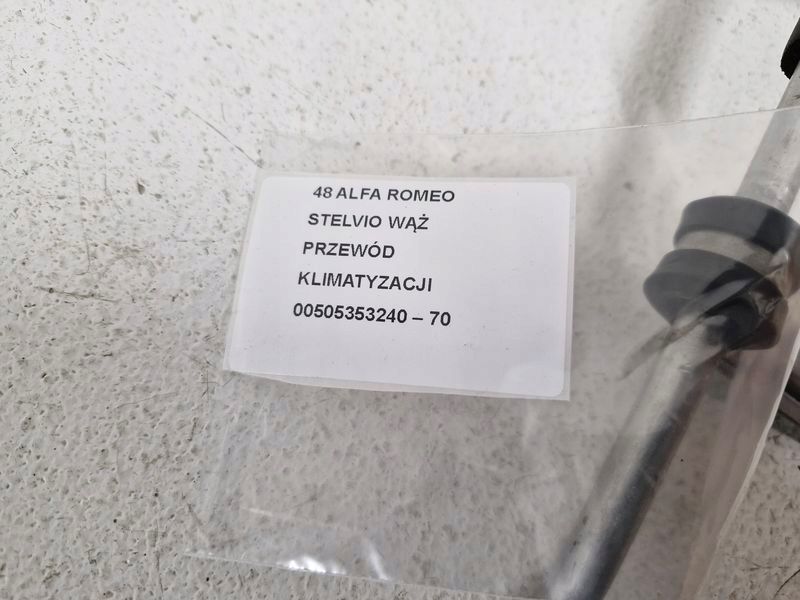 48 ALFA ROMEO
STELVIO WĄŻ
PRZEWÓD
KLIMATYZACJI
00505353240 – 70